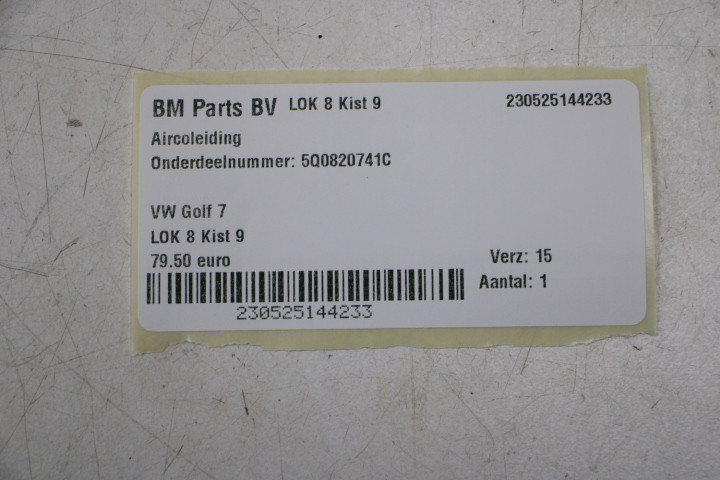 BM Parts BV LOK 8 Kist 9 230525144233
Aircoleiding
Onderdeelnummer: 5Q0820741C
VW Golf 7
LOK 8 Kist 9
79.50 euro Verz: 15
Aantal: 1
230525144233